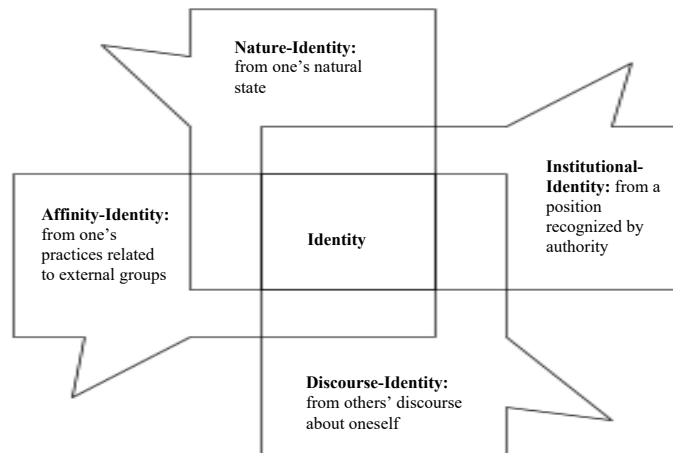 Nature-Identity:
from one’s natural
state
Institutional-
Identity: from a
position
recognized by
authority
Affinity-Identity:
from one’s
practices related
to external groups
Identity
Discourse-Identity:
from others’ discourse
about oneself